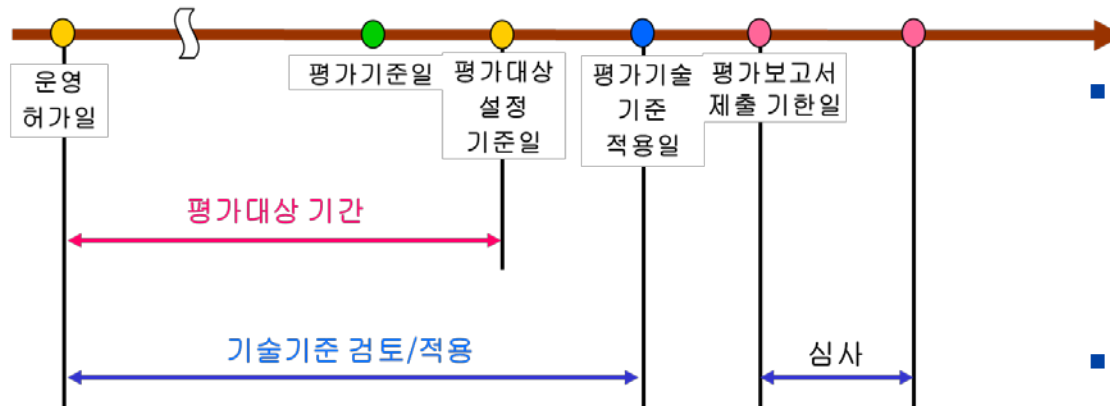 운영
허가일
평가기준일
평가대상
설정
기준일
평가기술
기준
적용일
평가보고서
제출 기한일
평가대상 기간
기술기준 검토/적용
심사